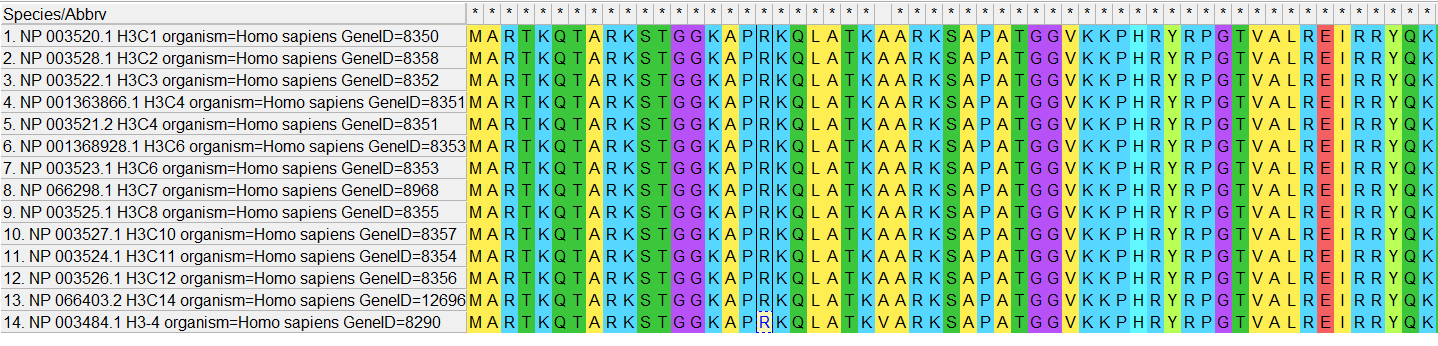 Species/Abbrv * * * * * * * * * * * * * * * * * * * * * * * * * * * * * * * * * * * * * * * * * * * * * * * * * * * * * * * *
1. NP 003520.1 H3C1 organism=Homo sapiens GeneID=8350 M A R T K Q T A R K S T G G K A P R K Q L A T K A A R K S A P A T G G V K K P H R Y R P G T V A L R E I R R Y Q K
2. NP 003528.1 H3C2 organism=Homo sapiens GeneID=8358 M A R T K Q T A R K S T G G K A P R K Q L A T K A A R K S A P A T G G V K K P H R Y R P G T V A L R E I R R Y Q K
3. NP 003522.1 H3C3 organism=Homo sapiens GeneID=8352 M A R T K Q T A R K S T G G K A P R K Q L A T K A A R K S A P A T G G V K K P H R Y R P G T V A L R E I R R Y Q K
4. NP 001363866.1 H3C4 organism=Homo sapiens GeneID=8351 M A R T K Q T A R K S T G G K A P R K Q L A T K A A R K S A P A T G G V K K P H R Y R P G T V A L R E I R R Y Q K
5. NP 003521.2 H3C4 organism=Homo sapiens GeneID=8351 M A R T K Q T A R K S T G G K A P R K Q L A T K A A R K S A P A T G G V K K P H R Y R P G T V A L R E I R R Y Q K
6. NP 001368928.1 H3C6 organism=Homo sapiens GeneID=8353 M A R T K Q T A R K S T G G K A P R K Q L A T K A A R K S A P A T G G V K K P H R Y R P G T V A L R E I R R Y Q K
7. NP 003523.1 H3C6 organism=Homo sapiens GeneID=8353 M A R T K Q T A R K S T G G K A P R K Q L A T K A A R K S A P A T G G V K K P H R Y R P G T V A L R E I R R Y Q K
8. NP 066298.1 H3C7 organism=Homo sapiens GeneID=8968 M A R T K Q T A R K S T G G K A P R K Q L A T K A A R K S A P A T G G V K K P H R Y R P G T V A L R E I R R Y Q K
9. NP 003525.1 H3C8 organism=Homo sapiens GeneID=8355 M A R T K Q T A R K S T G G K A P R K Q L A T K A A R K S A P A T G G V K K P H R Y R P G T V A L R E I R R Y Q K
10. NP 003527.1 H3C10 organism=Homo sapiens GeneID=8357 M A R T K Q T A R K S T G G K A P R K Q L A T K A A R K S A P A T G G V K K P H R Y R P G T V A L R E I R R Y Q K
11. NP 003524.1 H3C11 organism=Homo sapiens GeneID=8354 M A R T K Q T A R K S T G G K A P R K Q L A T K A A R K S A P A T G G V K K P H R Y R P G T V A L R E I R R Y Q K
12. NP 003526.1 H3C12 organism=Homo sapiens GeneID=8356 M A R T K Q T A R K S T G G K A P R K Q L A T K A A R K S A P A T G G V K K P H R Y R P G T V A L R E I R R Y Q K
13. NP 066403.2 H3C14 organism=Homo sapiens GeneID=12696 M A R T K Q T A R K S T G G K A P R K Q L A T K A A R K S A P A T G G V K K P H R Y R P G T V A L R E I R R Y Q K
14. NP 003484.1 H3-4 organism=Homo sapiens GeneID=8290 M A R T K Q T A R K S T G G K A P R K Q L A T K V A R K S A P A T G G V K K P H R Y R P G T V A L R E I R R Y Q K